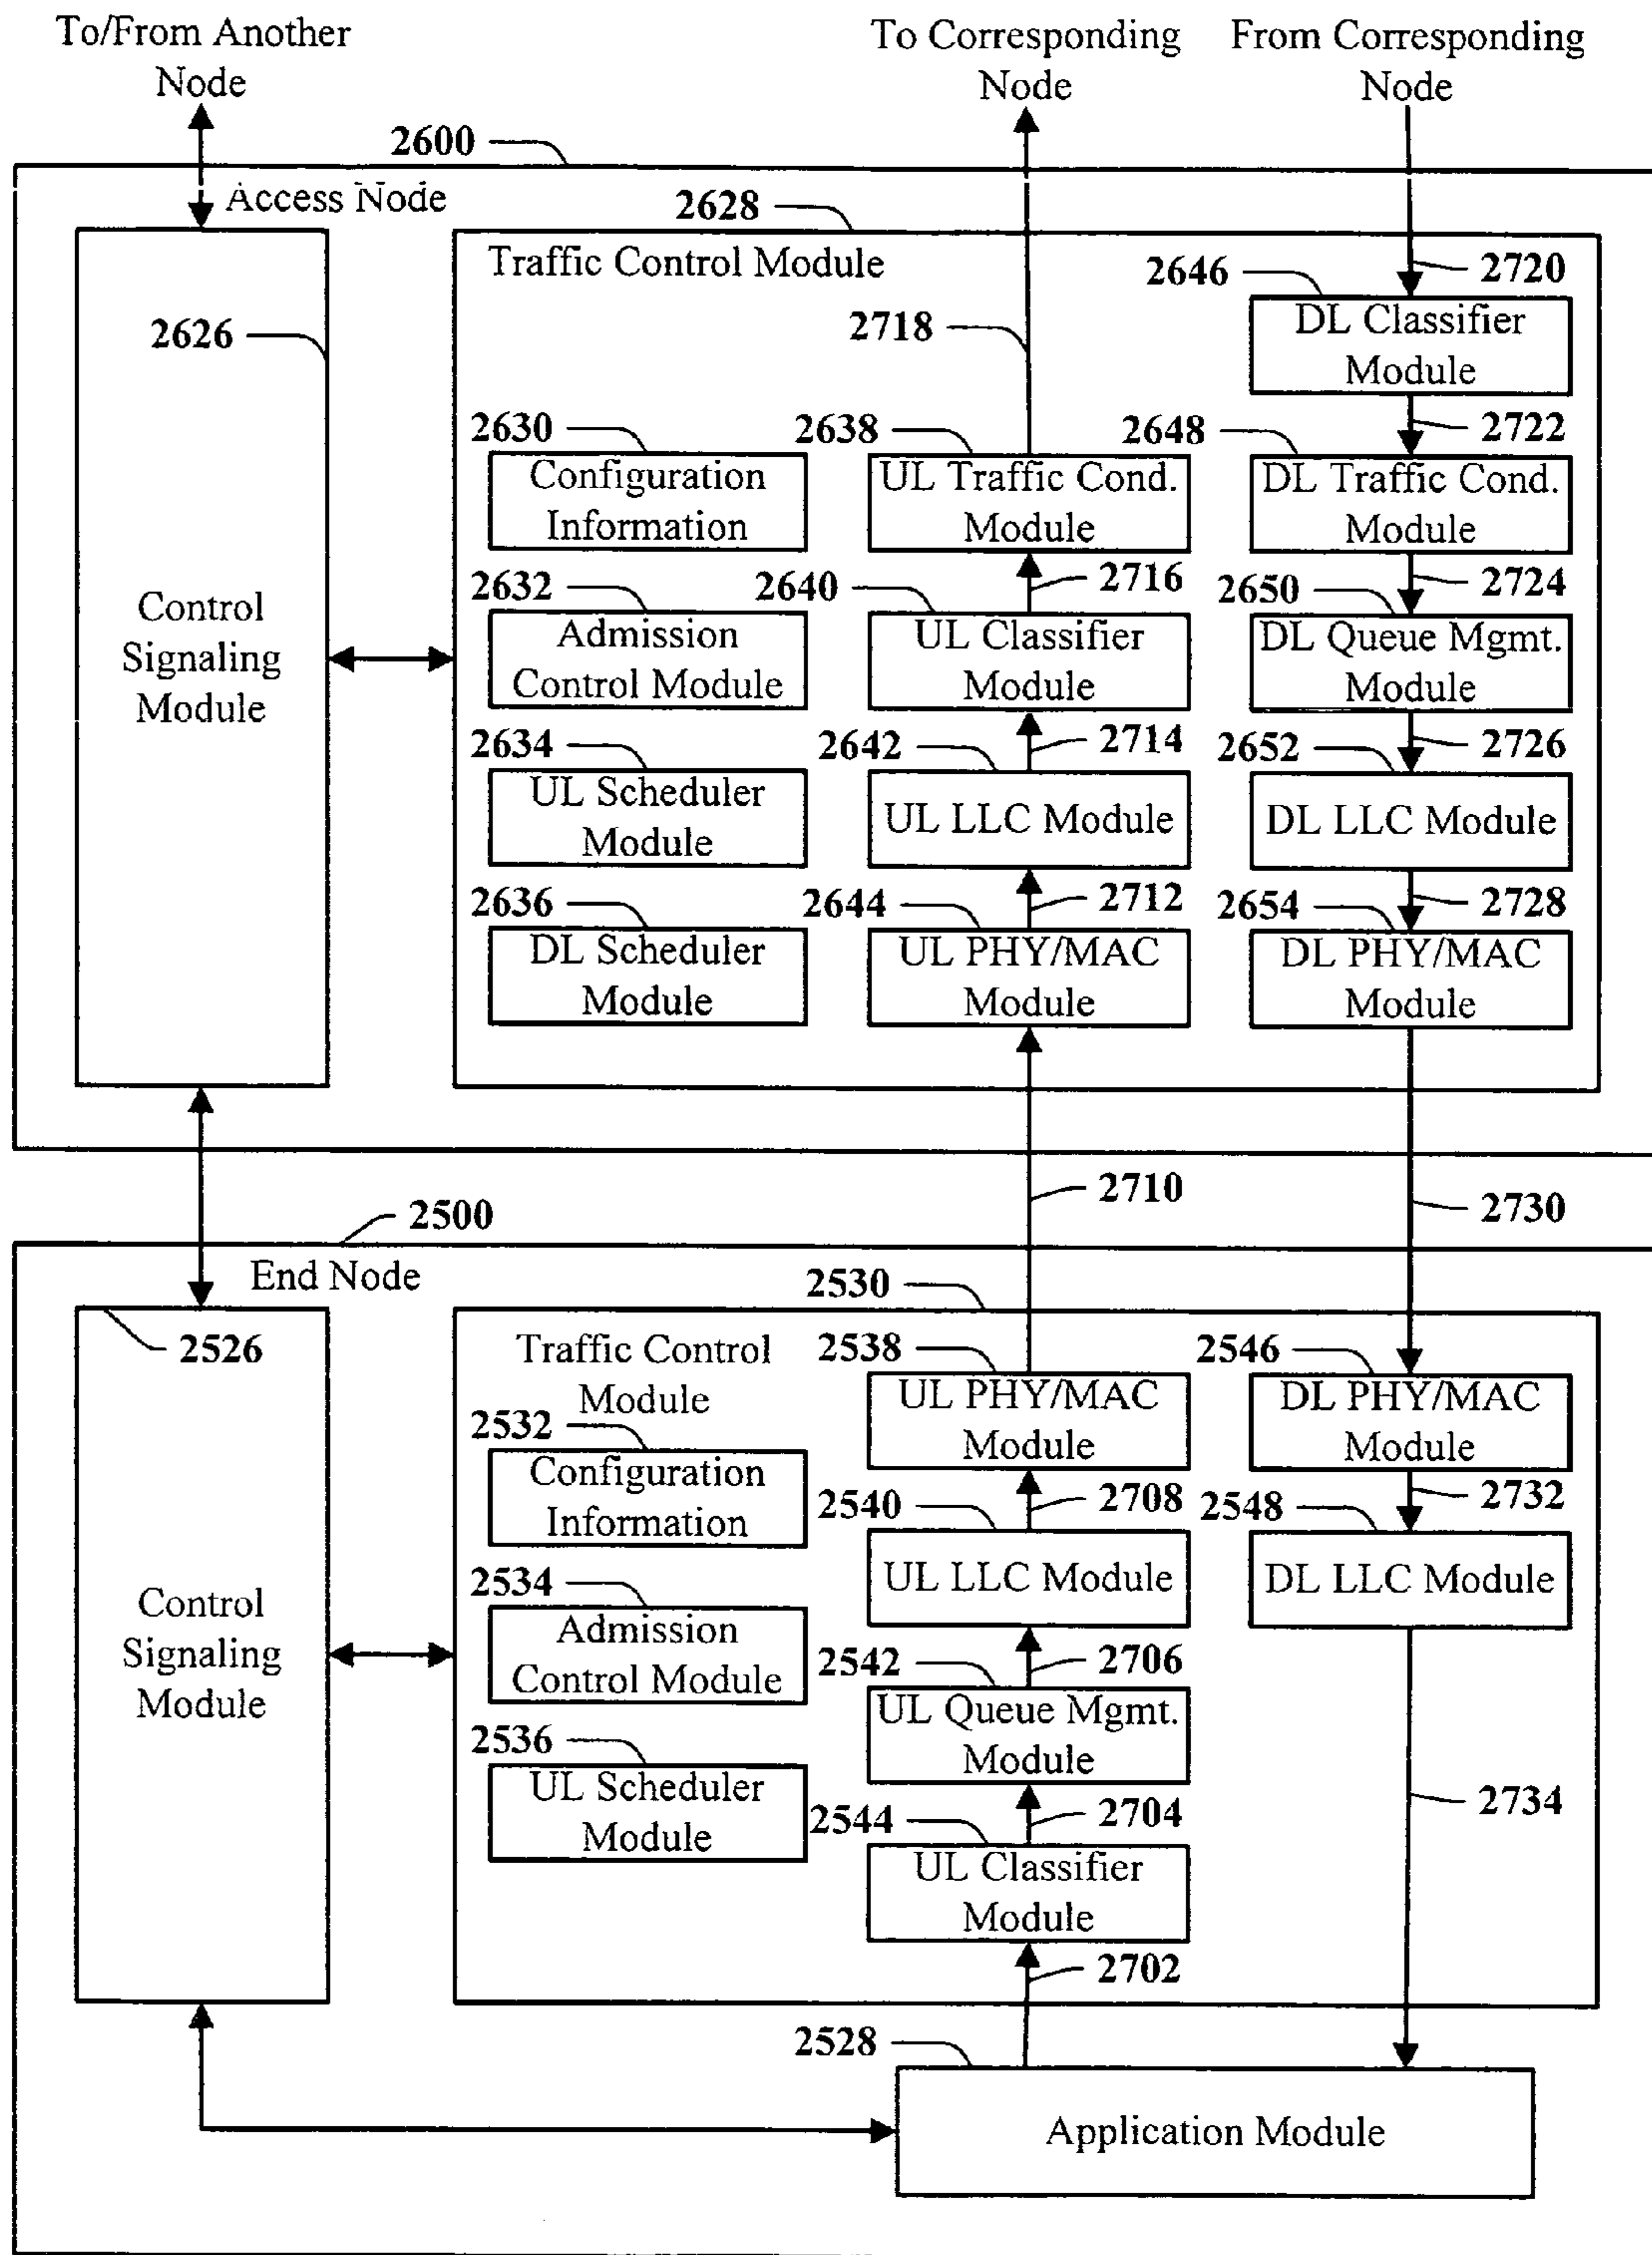 To/From Another
Node
To Corresponding
Node
From Corresponding
Node
2600
Access Node
2628
Traffic Control Module
2626
Control
Signaling
Module
2718
2720
2646
DL Classifier
Module
2722
2630
Configuration
Information
2638
UL Traffic Cond.
Module
2648
DL Traffic Cond.
Module
2716
2724
2632
Admission
Control Module
2640
UL Classifier
Module
2650
DL Queue Mgmt.
Module
2714
2726
2634
UL Scheduler
Module
2642
UL LLC Module
2652
DL LLC Module
2712
2728
2636
DL Scheduler
Module
2644
UL PHY/MAC
Module
2654
DL PHY/MAC
Module
2710
2730
2500
End Node
2526
Control
Signaling
Module
2530
Traffic Control
Module
2538
UL PHY/MAC
Module
2546
DL PHY/MAC
Module
2532
Configuration
Information
2708
2732
2540
UL LLC Module
2548
DL LLC Module
2534
Admission
Control Module
2706
2542
UL Queue Mgmt.
Module
2536
UL Scheduler
Module
2704
2544
UL Classifier
Module
2734
2702
2528
Application Module